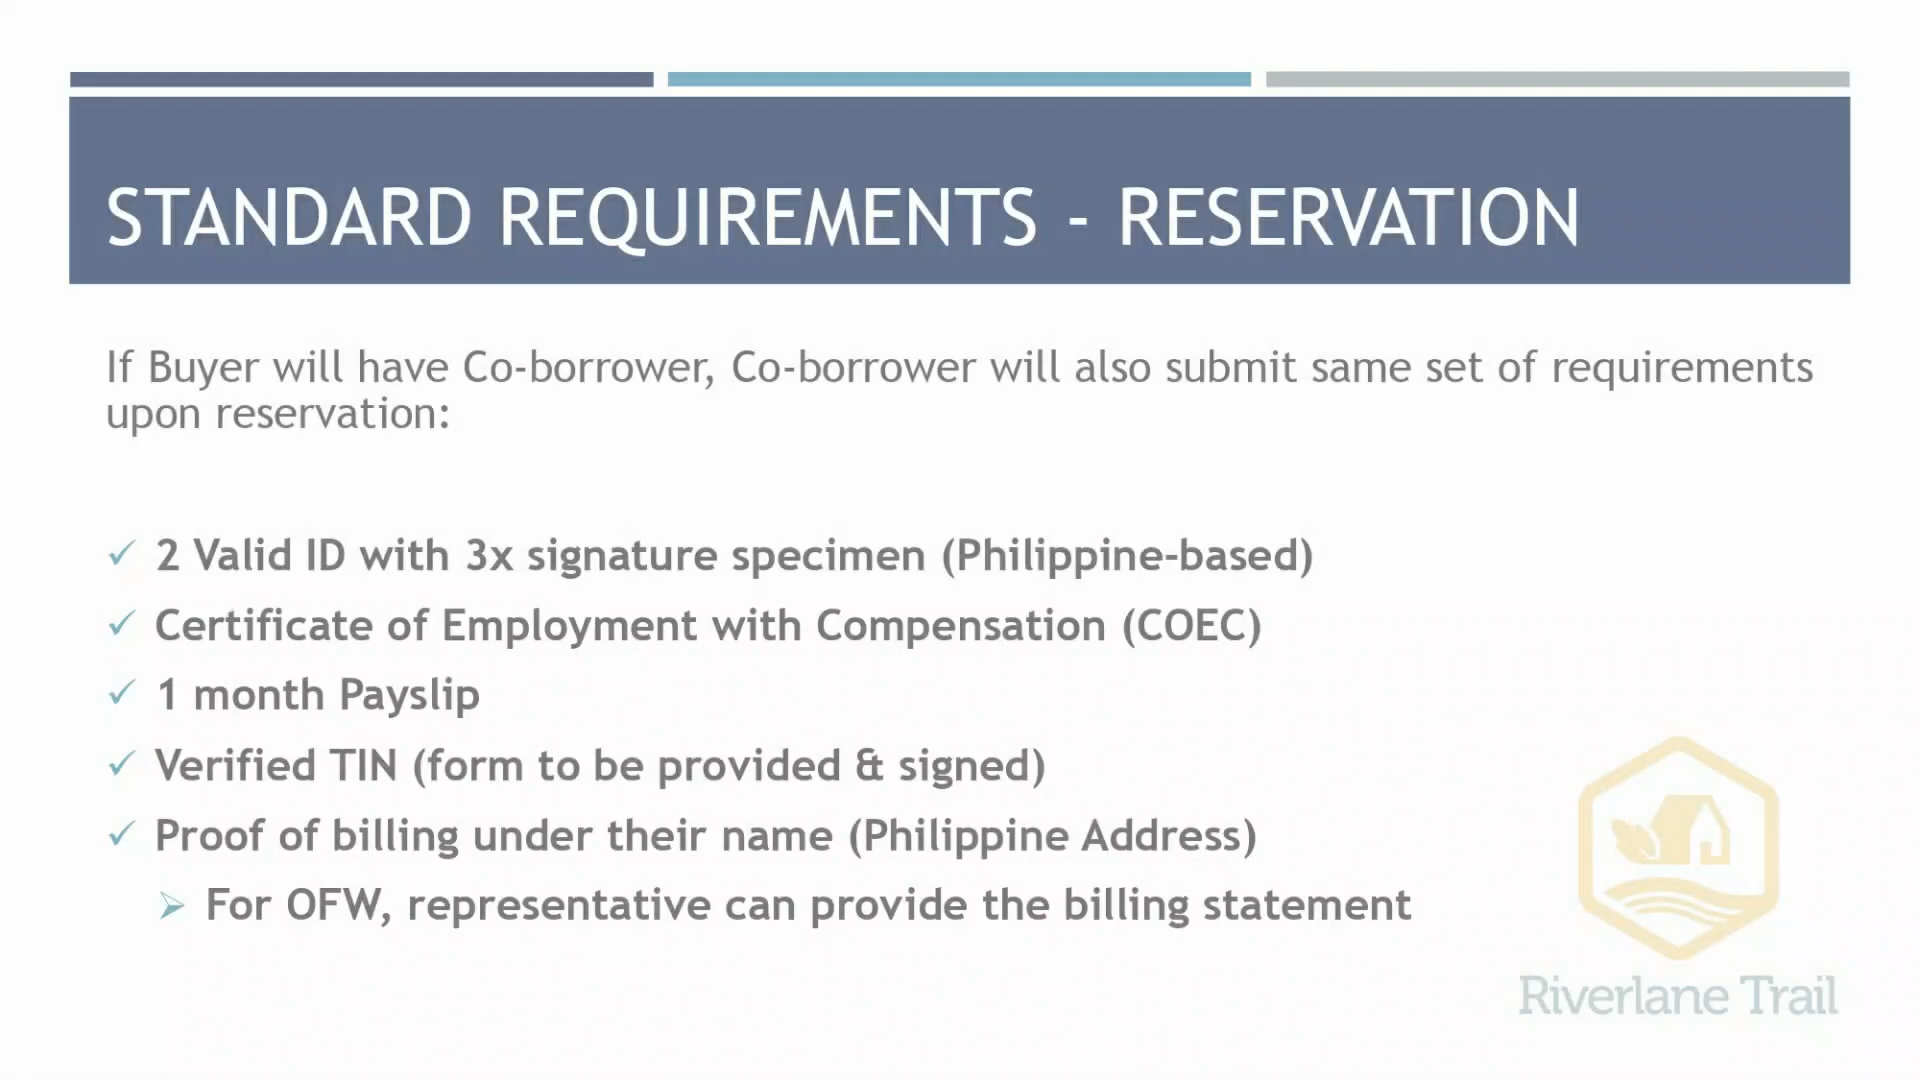 STANDARD REQUIREMENTS - RESERVATION
If Buyer will have Co-borrower, Co-borrower will also submit same set of requirements
upon reservation:
✓ 2 Valid ID with 3x signature specimen (Philippine-based)
✓ Certificate of Employment with Compensation (COEC)
✓ 1 month Payslip
✓ Verified TIN (form to be provided & signed)
✓ Proof of billing under their name (Philippine Address)
➢ For OFW, representative can provide the billing statement
Riverlane Trail